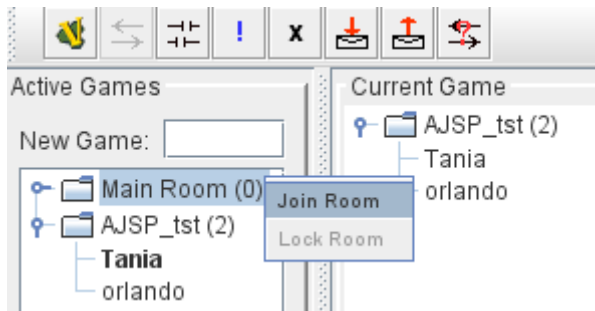 ! x ?
Active Games
New Game:
Main Room (0)
AJSP_tst (2)
Tania
orlando
Join Room
Lock Room
Current Game
AJSP_tst (2)
Tania
orlando